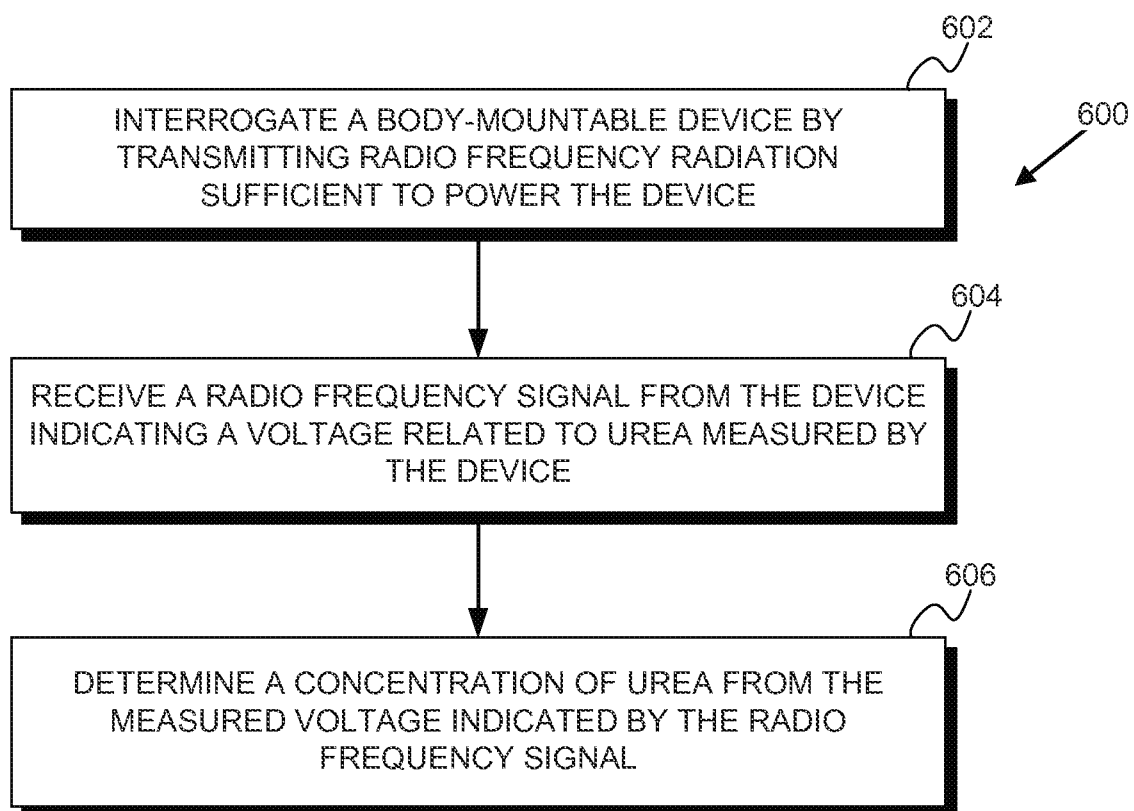 602
600
INTERROGATE A BODY-MOUNTABLE DEVICE BY
TRANSMITTING RADIO FREQUENCY RADIATION
SUFFICIENT TO POWER THE DEVICE
604
RECEIVE A RADIO FREQUENCY SIGNAL FROM THE DEVICE
INDICATING A VOLTAGE RELATED TO UREA MEASURED BY
THE DEVICE
606
DETERMINE A CONCENTRATION OF UREA FROM THE
MEASURED VOLTAGE INDICATED BY THE RADIO
FREQUENCY SIGNAL